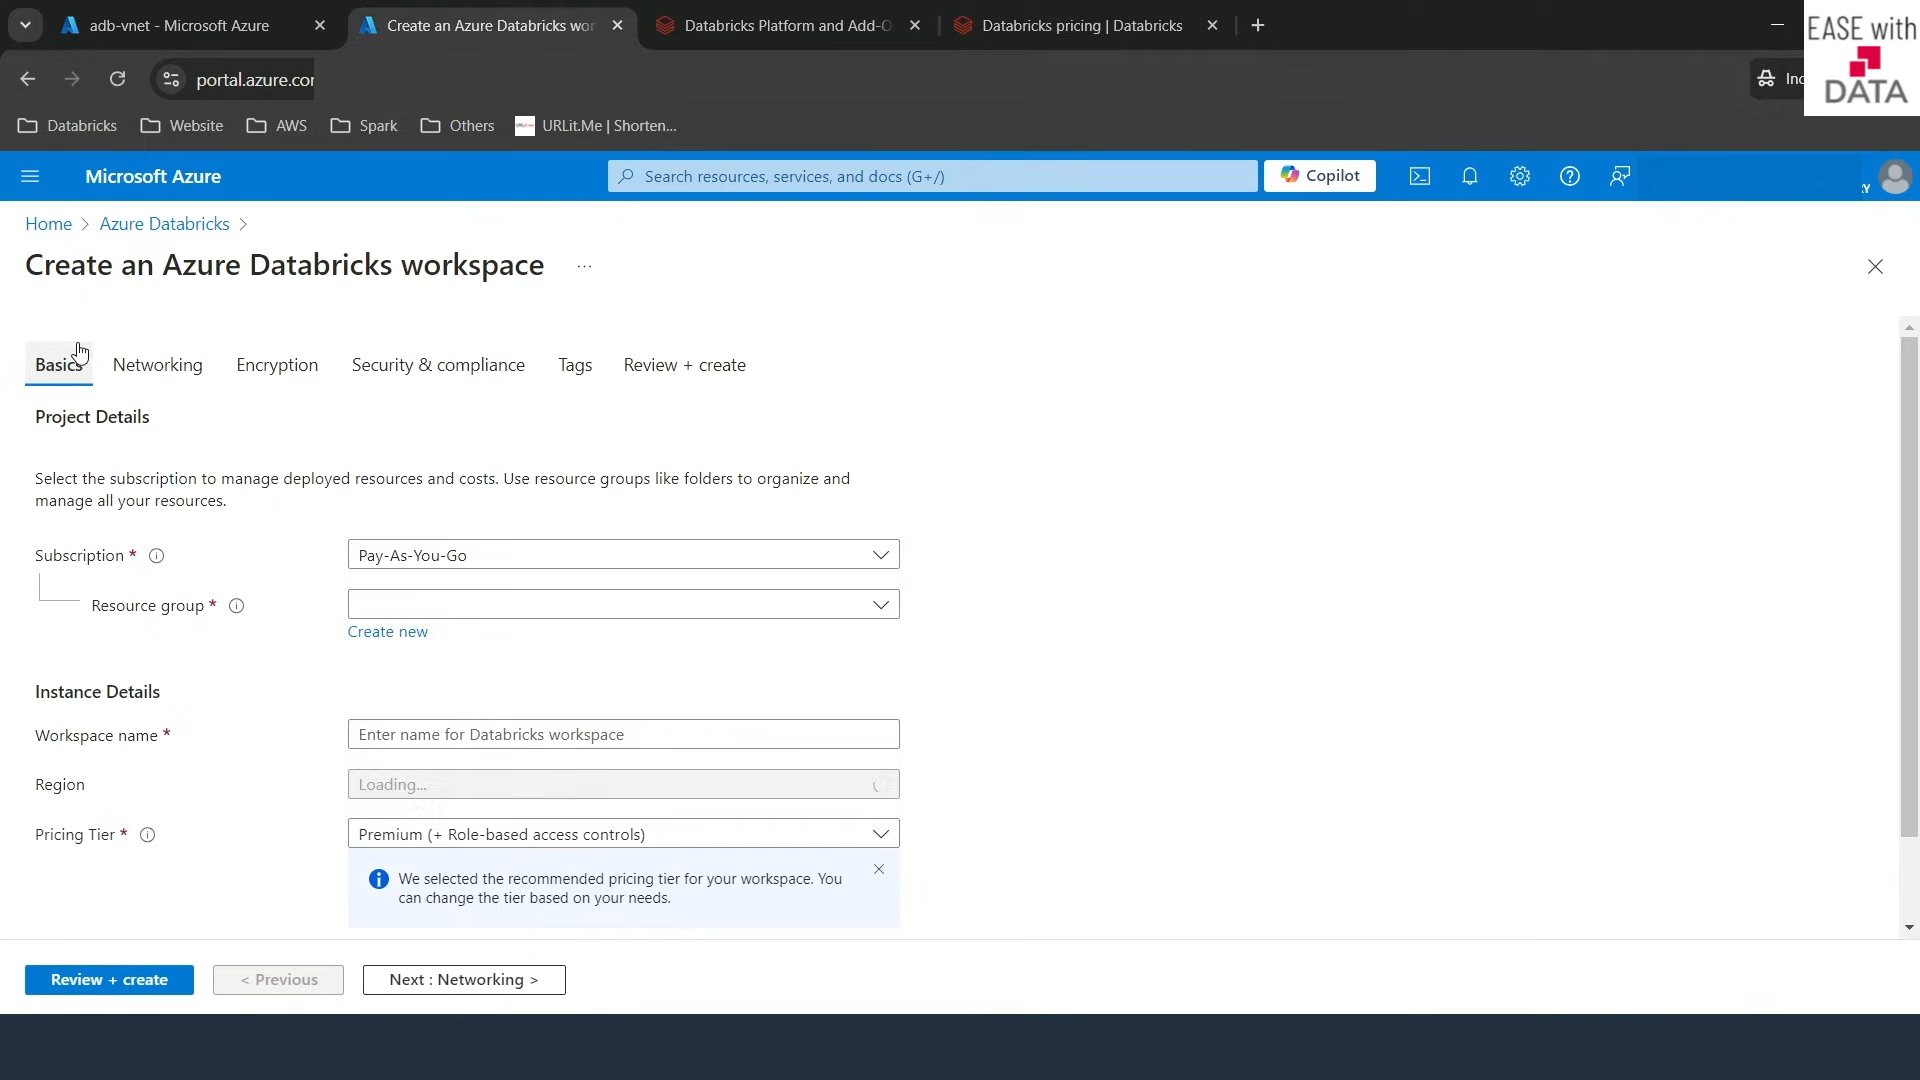 adb-vnet - Microsoft Azure
Create an Azure Databricks wor
Databricks Platform and Add-O
Databricks pricing | Databricks
EASE with
DATA
portal.azure.com
Inc
Databricks
Website
AWS
Spark
Others
URLit.Me | Shorten...
Microsoft Azure
Search resources, services, and docs (G+/)
Copilot
Home > Azure Databricks >
Create an Azure Databricks workspace ...
Basics
Networking
Encryption
Security & compliance
Tags
Review + create
Project Details
Select the subscription to manage deployed resources and costs. Use resource groups like folders to organize and
manage all your resources.
Subscription *
Pay-As-You-Go
Resource group *
Create new
Instance Details
Workspace name *
Enter name for Databricks workspace
Region
Loading...
Pricing Tier *
Premium (+ Role-based access controls)
We selected the recommended pricing tier for your workspace. You
can change the tier based on your needs.
Review + create
< Previous
Next : Networking >